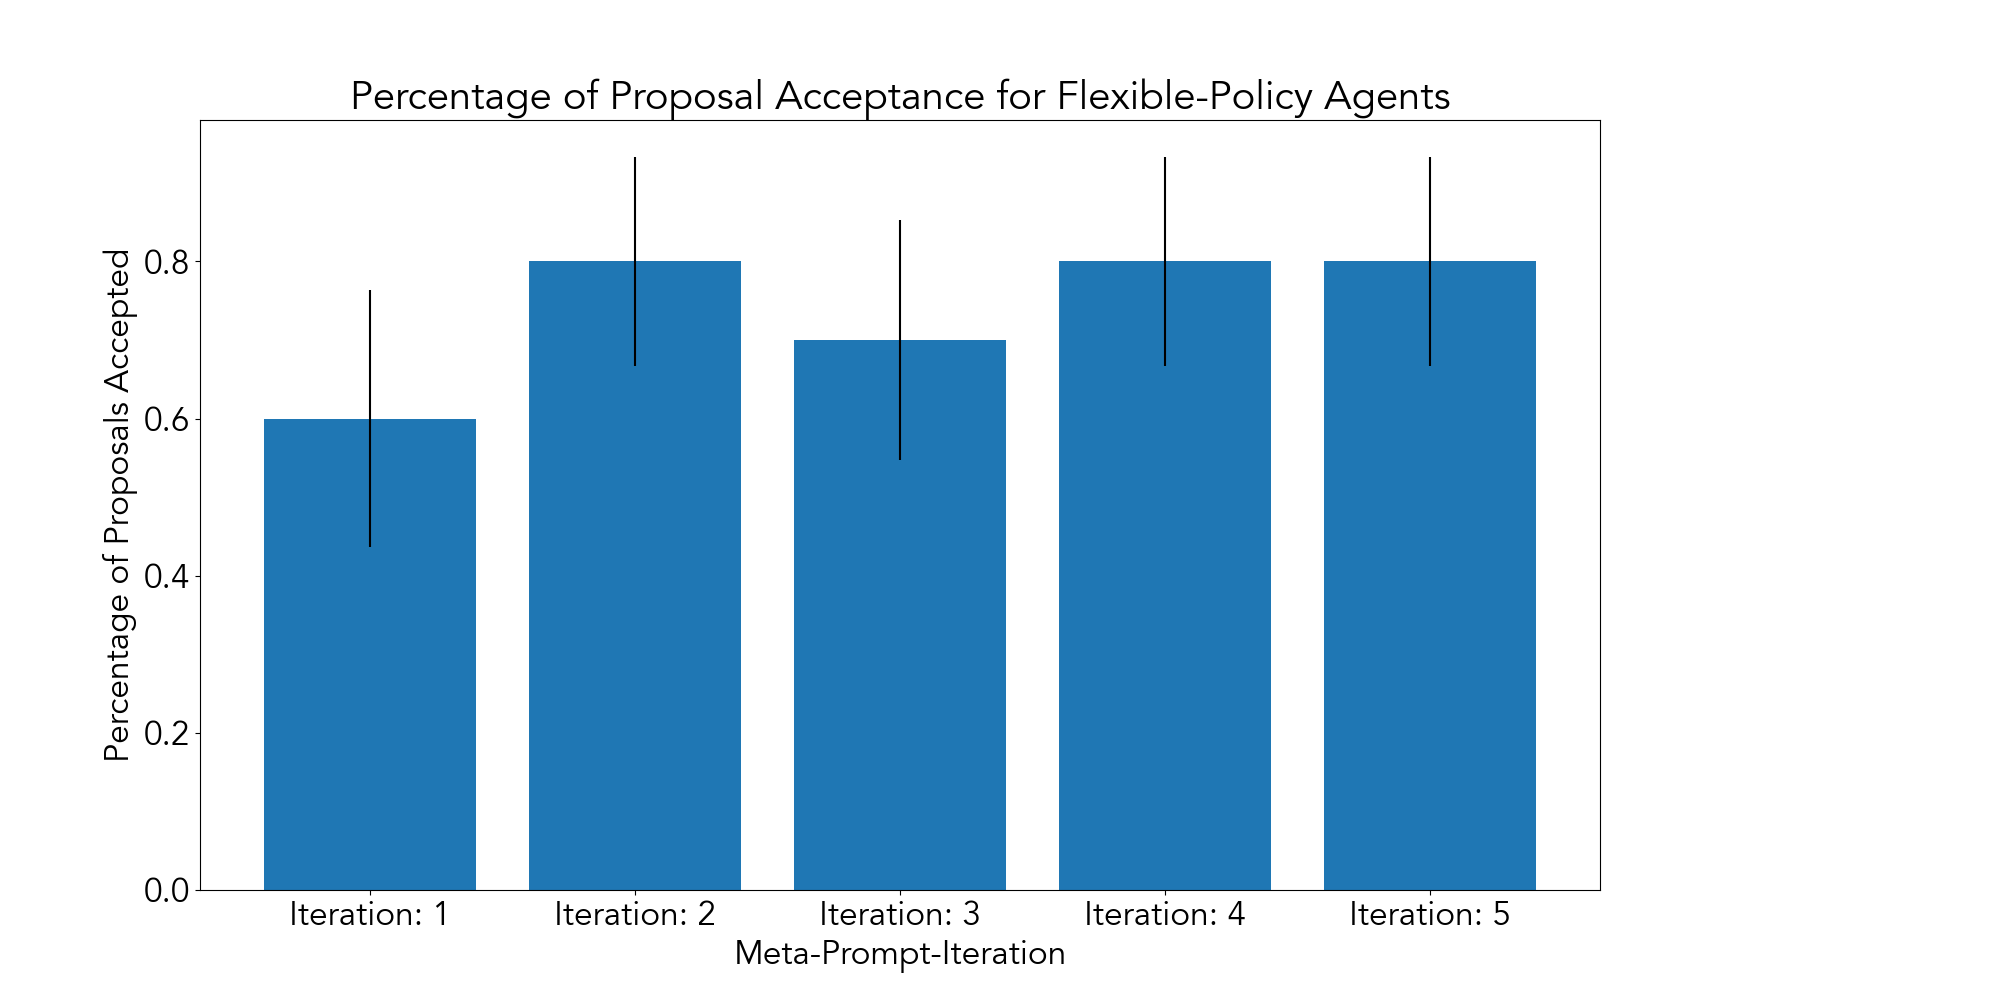 Percentage of Proposal Acceptance for Flexible-Policy Agents
Percentage of Proposals Accepted
0.8
0.6
0.4
0.2
0.0
Iteration: 1
Iteration: 2
Iteration: 3
Iteration: 4
Iteration: 5
Meta-Prompt-Iteration